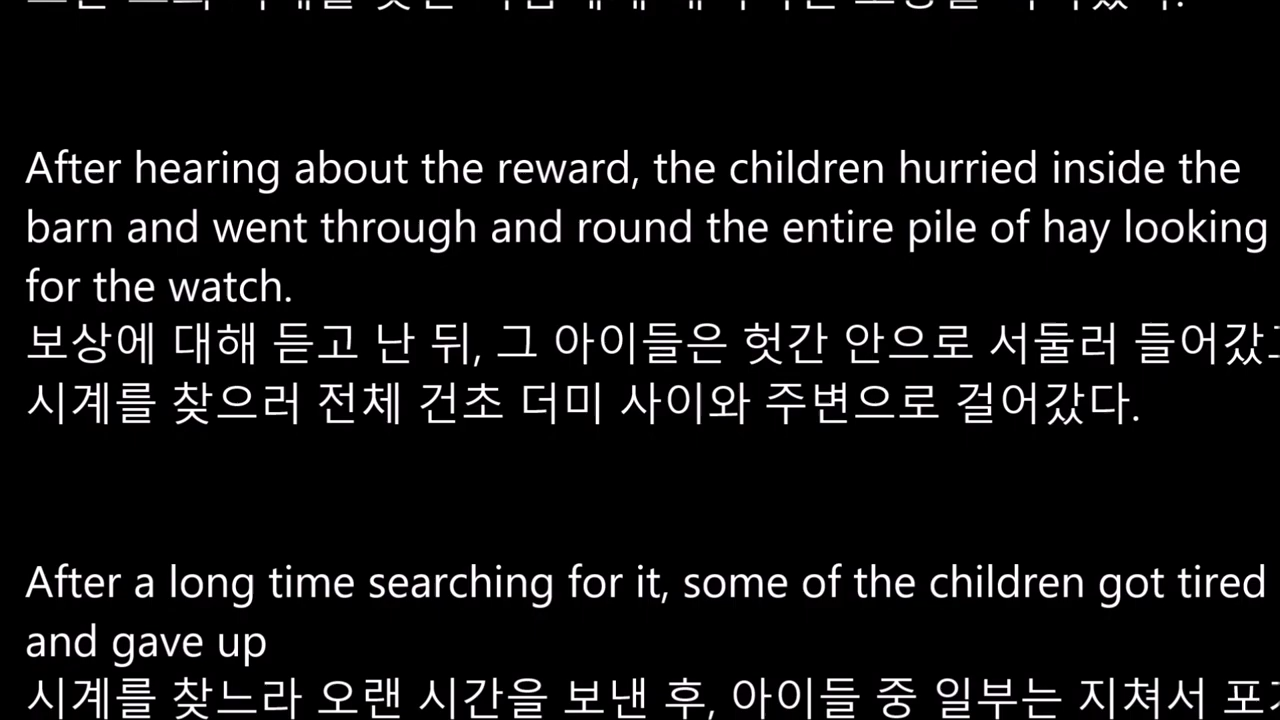 After hearing about the reward, the children hurried inside the
barn and went through and round the entire pile of hay looking
for the watch.
보상에 대해 듣고 난 뒤, 그 아이들은 헛간 안으로 서둘러
시계를 찾으러 전체 건초 더미 사이와 주변으로 걸어갔다.
After a long time searching for it, some of the children got tired
and gave up
시계를 찾느라 오랜 시간을 보낸 후, 아이들 중 일부는 지쳐서